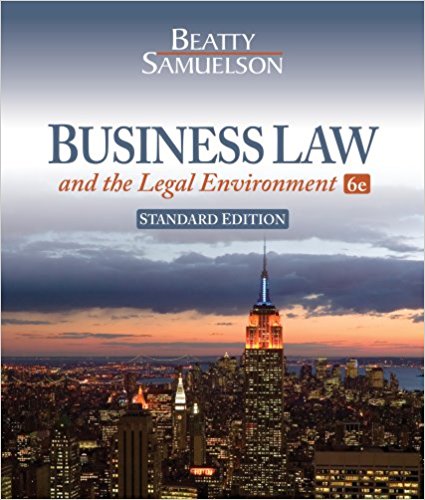 BEATTY
SAMUELSON
BUSINESS LAW
and the Legal Environment 6e
STANDARD EDITION